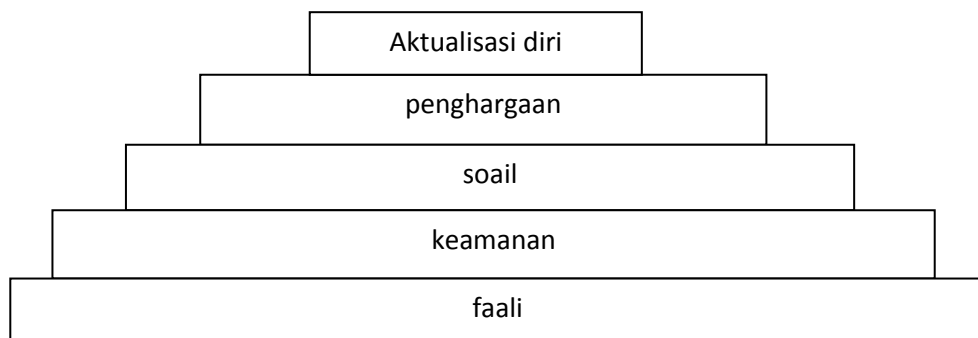 Aktualisasi diri
penghargaan
soail
keamanan
faali